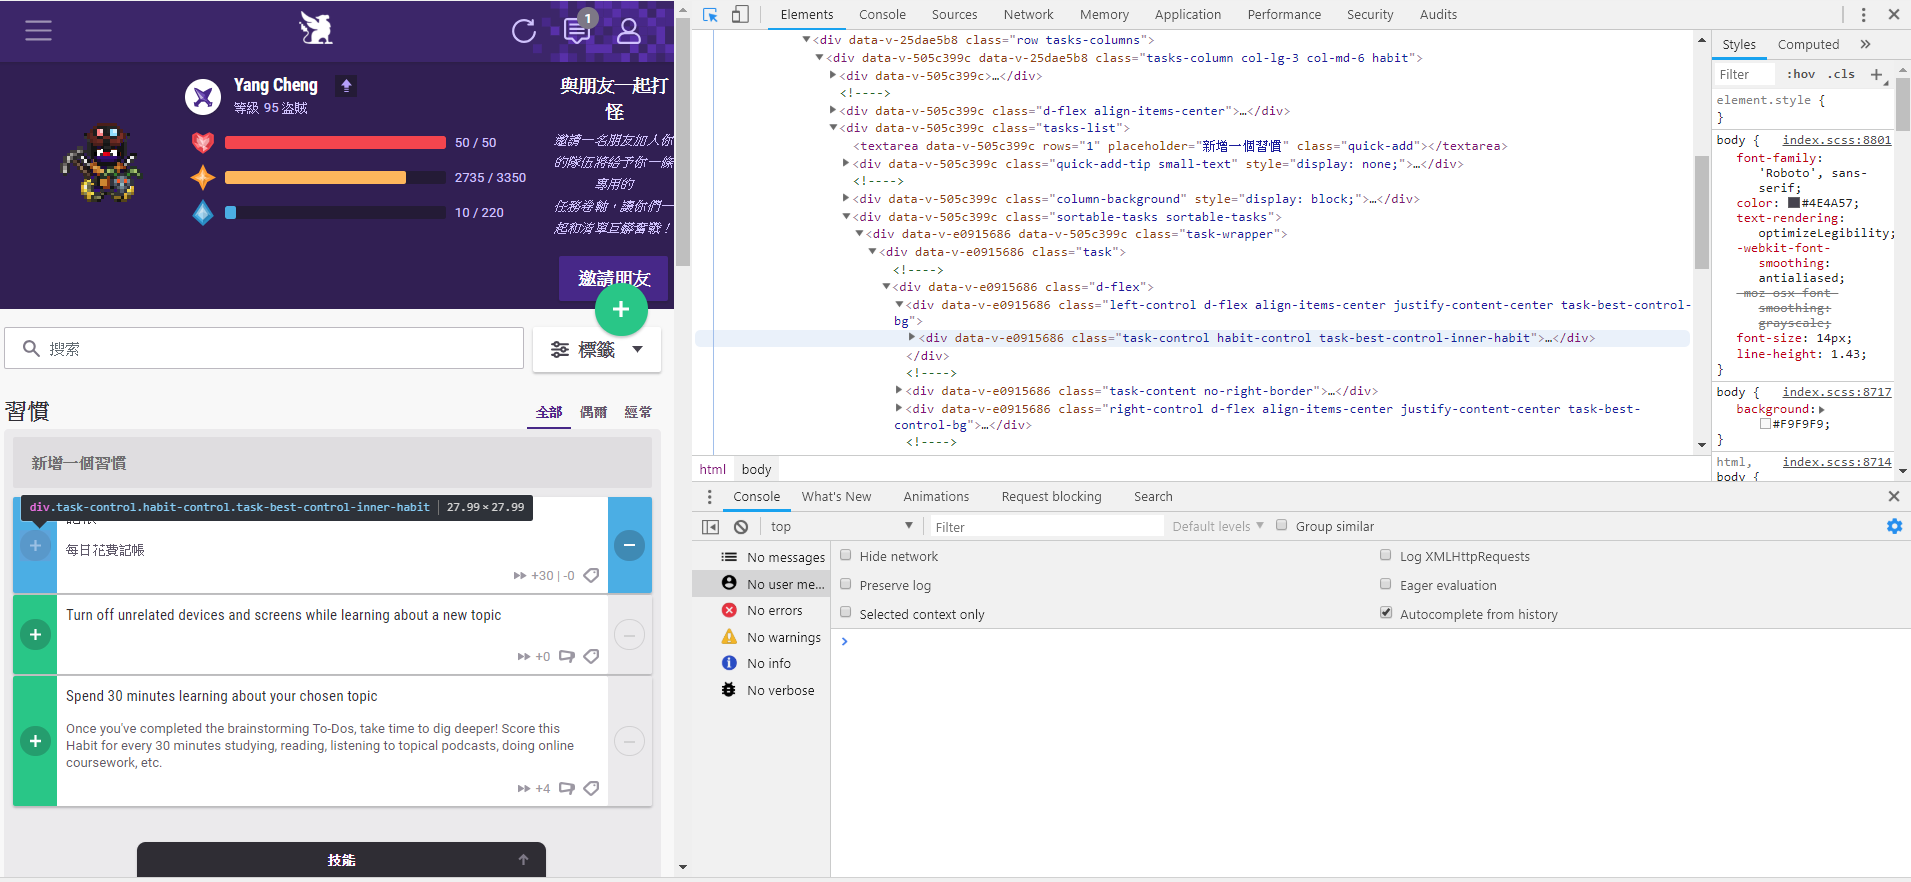 1
Yang Cheng
等級 95 盜賊
50 / 50
2735 / 3350
10 / 220
與朋友一起打
怪
邀請一名朋友加入你
的隊伍將給予你一條
專用的
任務卷軸，讓你們一
起和清單巨獸奮戰！
邀請朋友
+
搜索
標籤
習慣
全部 偶爾 經常
新增一個習慣
div.task-control.habit-control.task-best-control-inner-habit 27.99 × 27.99
每日花費記帳
+30 | -0
Turn off unrelated devices and screens while learning about a new topic
+0
Spend 30 minutes learning about your chosen topic
Once you've completed the brainstorming To-Dos, take time to dig deeper! Score this
Habit for every 30 minutes studying, reading, listening to topical podcasts, doing online
coursework, etc.
+4
技能
Elements Console Sources Network Memory Application Performance Security Audits
<div data-v-25dae5b8 class="row tasks-columns">
<div data-v-505c399c data-v-25dae5b8 class="tasks-column col-lg-3 col-md-6 habit">
<div data-v-505c399c>…</div>
<!---->
<div data-v-505c399c class="d-flex align-items-center">…</div>
<div data-v-505c399c class="tasks-list">
<textarea data-v-505c399c rows="1" placeholder="新增一個習慣" class="quick-add"></textarea>
<div data-v-505c399c class="quick-add-tip small-text" style="display: none;">…</div>
<!---->
<div data-v-505c399c class="column-background" style="display: block;">…</div>
<div data-v-505c399c class="sortable-tasks sortable-tasks">
<div data-v-e0915686 data-v-505c399c class="task-wrapper">
<div data-v-e0915686 class="task">
<!---->
<div data-v-e0915686 class="d-flex">
<div data-v-e0915686 class="left-control d-flex align-items-center justify-content-center task-best-control-
bg">
<div data-v-e0915686 class="task-control habit-control task-best-control-inner-habit">…</div>
</div>
<!---->
<div data-v-e0915686 class="task-content no-right-border">…</div>
<div data-v-e0915686 class="right-control d-flex align-items-center justify-content-center task-best-
control-bg">…</div>
<!---->
html body
Styles Computed »
Filter :hov .cls +
element.style {
}
body { index.scss:8801
font-family:
'Roboto', sans-
serif;
color: #4E4A57;
text-rendering:
optimizeLegibility;
-webkit-font-
smoothing:
antialiased;
-moz-osx-font-
smoothing:
grayscale;
font-size: 14px;
line-height: 1.43;
}
body { index.scss:8717
background:
#F9F9F9;
}
html, index.scss:8714
body {
Console What's New Animations Request blocking Search
top Filter Default levels Group similar
No messages
No user me...
No errors
No warnings
No info
No verbose
Hide network
Preserve log
Selected context only
Log XMLHttpRequests
Eager evaluation
Autocomplete from history